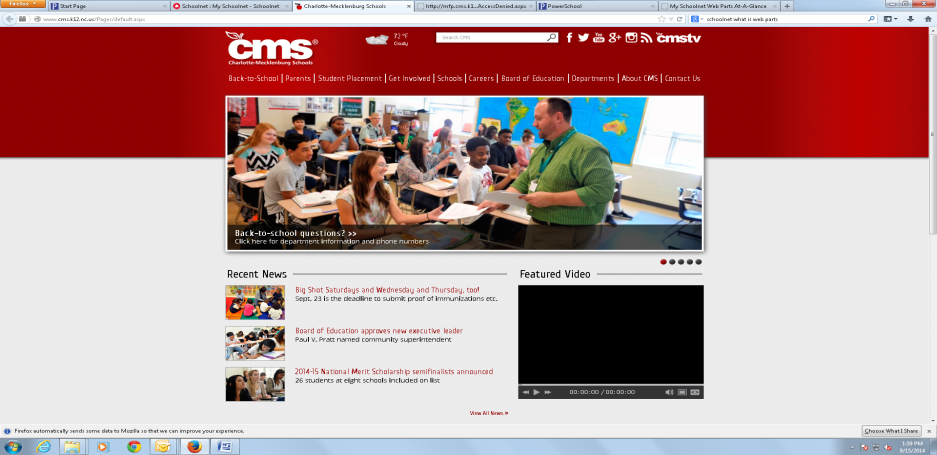 Firefox
Start Page
Schoolnet : My Schoolnet - Schoolnet
Charlotte-Mecklenburg Schools
http://mfp.cms.k1...AccessDenied.aspx
PowerSchool
My Schoolnet Web Parts At-A-Glance
www.cms.k12.nc.us/Pages/default.aspx
schoolnet what is web parts
cms®
Charlotte-Mecklenburg Schools
72 °F
Cloudy
Search CMS
cmstv
Back-to-School | Parents | Student Placement | Get Involved | Schools | Careers | Board of Education | Departments | About CMS | Contact Us
Back-to-school questions? >>
Click here for department information and phone numbers
Recent News
Big Shot Saturdays and Wednesday and Thursday, too!
Sept. 23 is the deadline to submit proof of immunizations etc.
Board of Education approves new executive leader
Paul V. Pratt named community superintendent
2014-15 National Merit Scholarship semifinalists announced
26 students at eight schools included on list
View All News »
Featured Video
00:00:00 / 00:00:00
Firefox automatically sends some data to Mozilla so that we can improve your experience.
Choose What I Share
1:59 PM
9/15/2014